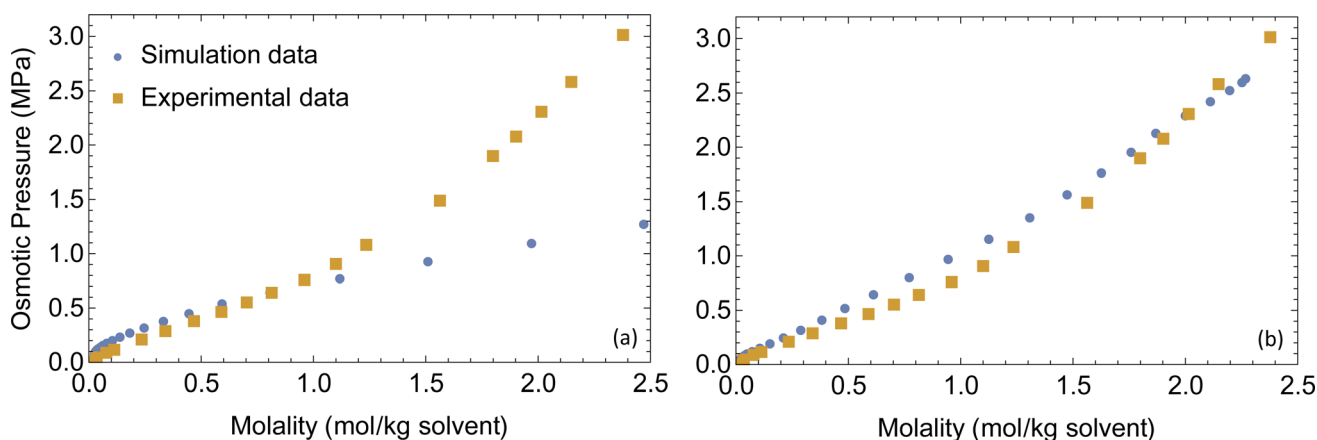 3.0
2.5
2.0
1.5
1.0
0.5
0.0
Osmotic Pressure (MPa)
Simulation data
Experimental data
(a)
0.0 0.5 1.0 1.5 2.0 2.5
Molality (mol/kg solvent)
3.0
2.5
2.0
1.5
1.0
0.5
0.0
(b)
0.0 0.5 1.0 1.5 2.0 2.5
Molality (mol/kg solvent)